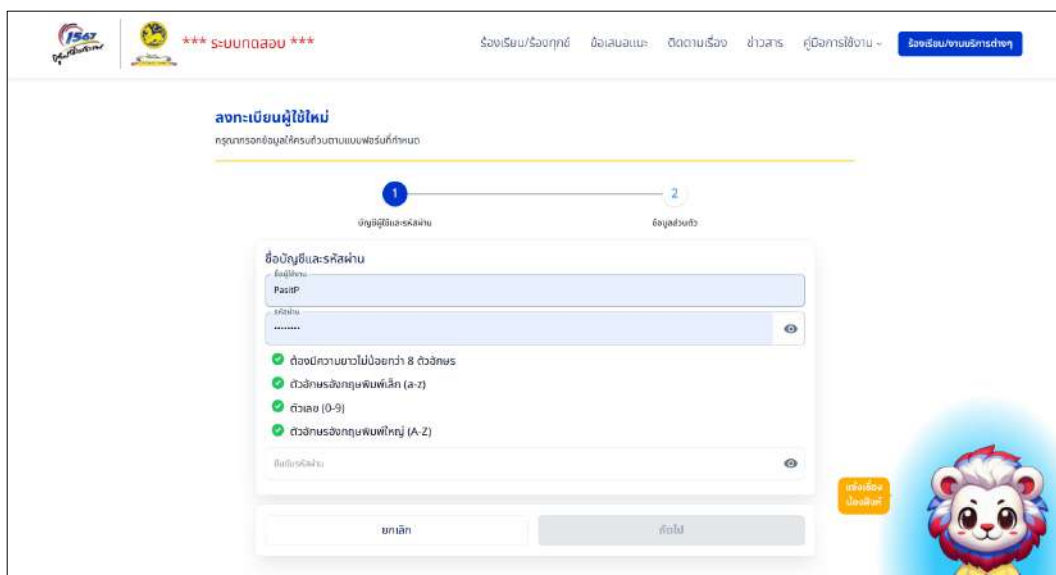 1567
*** ระบบทดสอบ ***
ร้องเรียน/ร้องทุกข์
ข้อเสนอแนะ
ติดตามเรื่อง
ข่าวสาร
คู่มือการใช้งาน
ร้องเรียน/งานบริการต่างๆ
ลงทะเบียนผู้ใช้ใหม่
กรุณากรอกข้อมูลให้ครบถ้วนตามแบบฟอร์มที่กำหนด
1
2
บัญชีผู้ใช้และรหัสผ่าน
ข้อมูลส่วนตัว
ชื่อบัญชีและรหัสผ่าน
ชื่อผู้ใช้งาน
PasitP
รหัสผ่าน
••••••••
ต้องมีความยาวไม่น้อยกว่า 8 ตัวอักษร
ตัวอักษรอังกฤษพิมพ์เล็ก (a-z)
ตัวเลข (0-9)
ตัวอักษรอังกฤษพิมพ์ใหญ่ (A-Z)
ยืนยันรหัสผ่าน
แจ้งเรื่อง
น้องสิงห์
ยกเลิก
ถัดไป